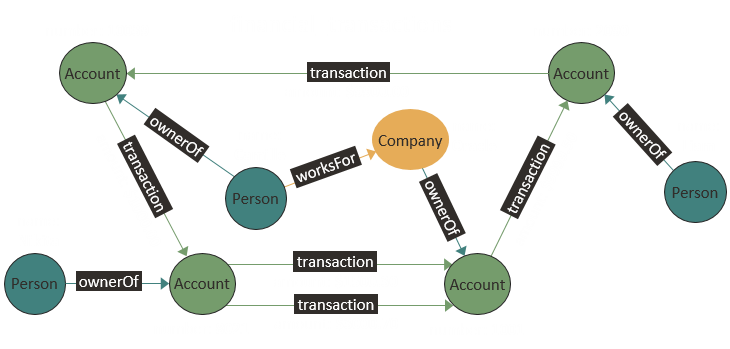 Account
transaction
Account
ownerOf
Company
ownerOf
transaction
worksFor
transaction
Person
ownerOf
Person
transaction
Person
ownerOf
Account
Account
transaction